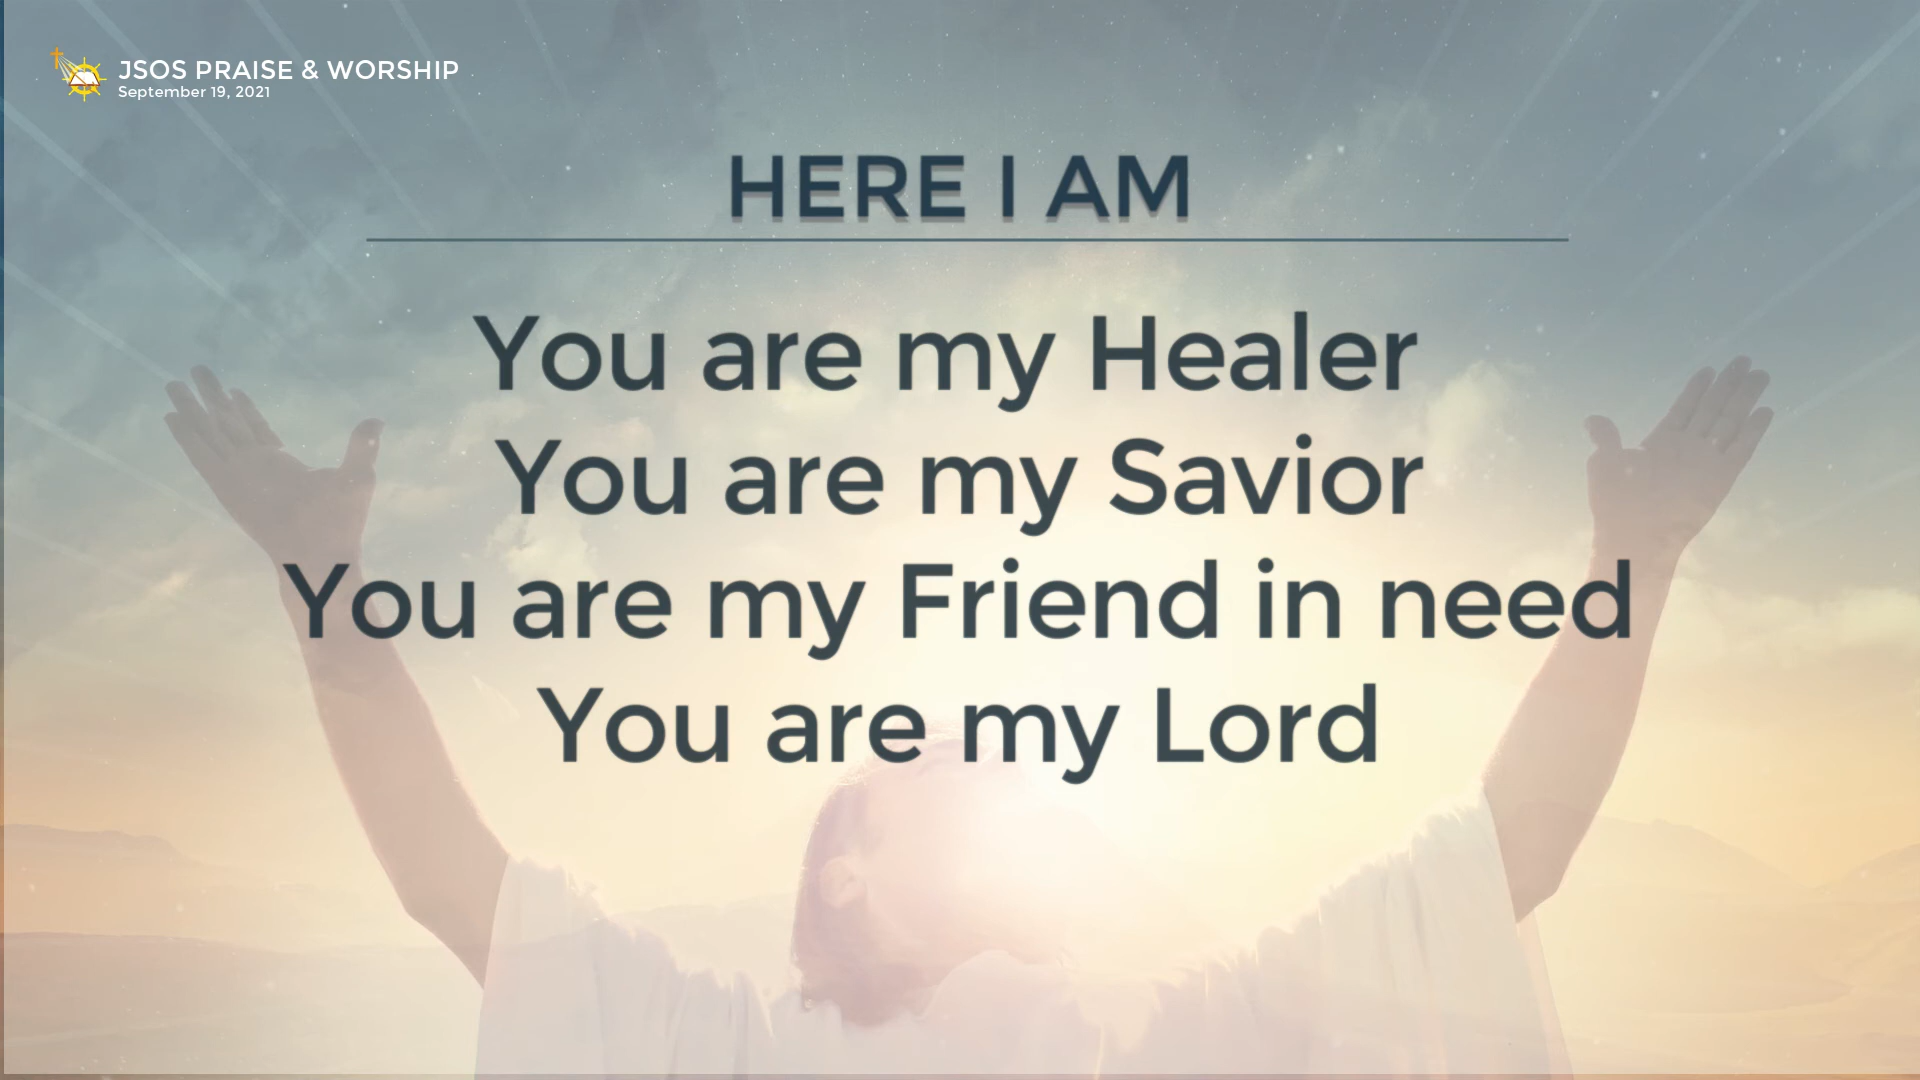 JSOS PRAISE & WORSHIP
September 19, 2021
HERE I AM
You are my Healer
You are my Savior
You are my Friend in need
You are my Lord